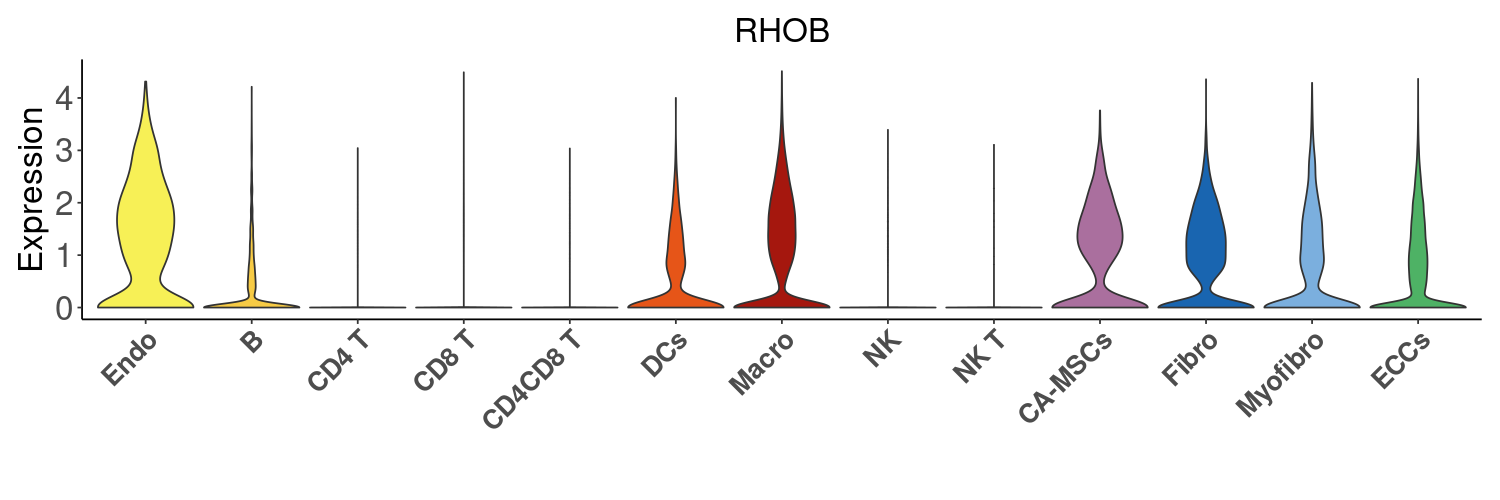 RHOB
Expression
4
3
2
1
0
Endo
B
CD4 T
CD8 T
CD4CD8 T
DCs
Macro
NK
NK T
CA-MSCs
Fibro
Myofibro
ECCs